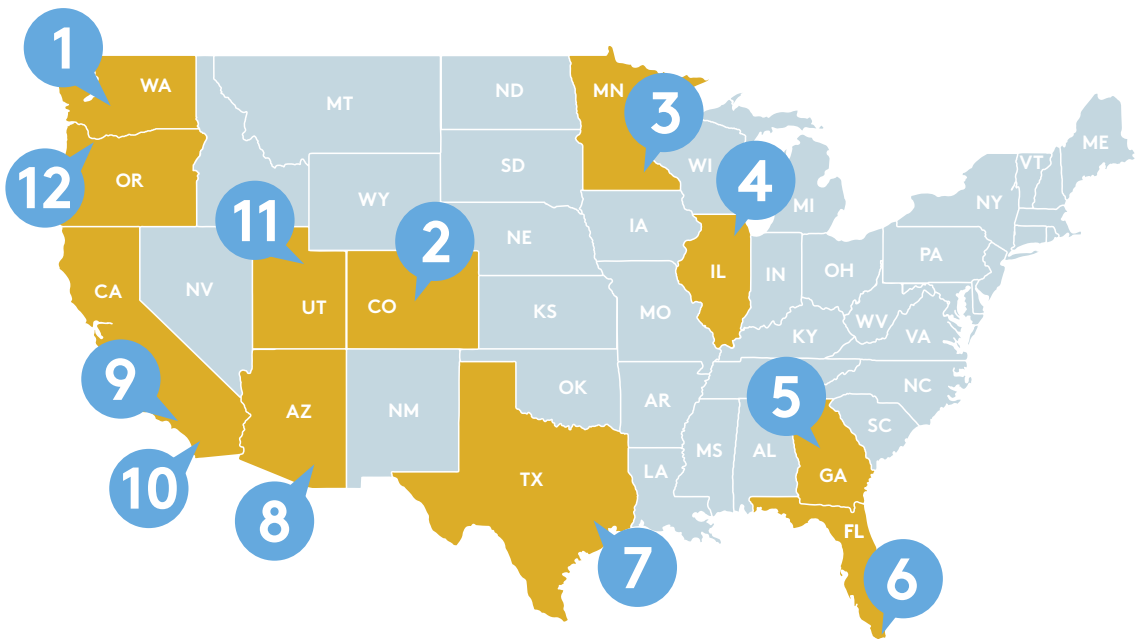 1
WA
MT
ND
MN
3
ME
12
OR
WY
SD
WI
4
MI
VT
NY
11
2
NE
IA
PA
CA
NV
UT
CO
KS
MO
IL
IN
OH
WV
VA
KY
9
AZ
NM
OK
AR
5
NC
SC
10
8
TX
LA
MS
AL
GA
7
FL
6